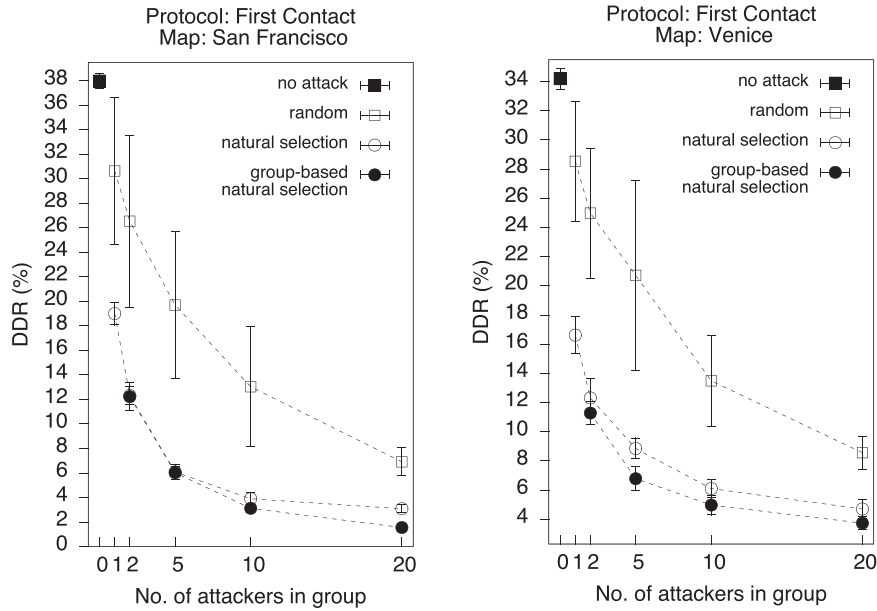 Protocol: First Contact
Map: San Francisco
DDR (%)
38
36
34
32
30
28
26
24
22
20
18
16
14
12
10
8
6
4
2
0
no attack
random
natural selection
group-based
natural selection
0 1 2 5 10 20
No. of attackers in group
Protocol: First Contact
Map: Venice
DDR (%)
34
32
30
28
26
24
22
20
18
16
14
12
10
8
6
4
no attack
random
natural selection
group-based
natural selection
0 1 2 5 10 20
No. of attackers in group